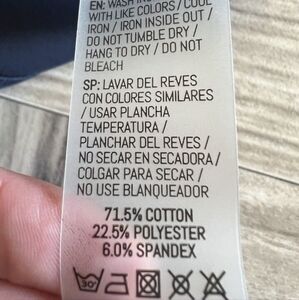 EN: WASH INS
WITH LIKE COLORS / COOL
IRON / IRON INSIDE OUT /
DO NOT TUMBLE DRY /
HANG TO DRY / DO NOT
BLEACH
SP: LAVAR DEL REVES
CON COLORES SIMILARES
/ USAR PLANCHA
TEMPERATURA /
PLANCHAR DEL REVES /
NO SECAR EN SECADORA /
COLGAR PARA SECAR /
NO USE BLANQUEADOR
71.5% COTTON
22.5% POLYESTER
6.0% SPANDEX
30°